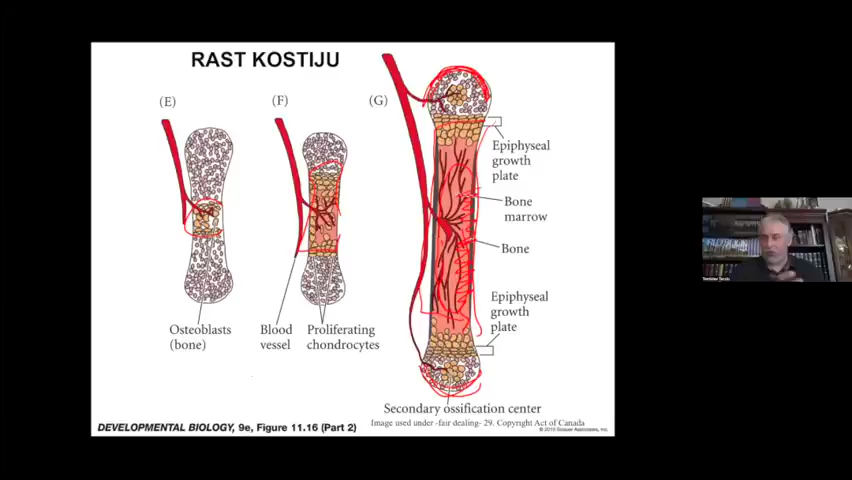 RAST KOSTIJU
(E)
(F)
(G)
Epiphyseal
growth
plate
Bone
marrow
Bone
Epiphyseal
growth
plate
Osteoblasts
(bone)
Blood
vessel
Proliferating
chondrocytes
Secondary ossification center
Image used under -fair dealing- 29. Copyright Act of Canada
DEVELOPMENTAL BIOLOGY, 9e, Figure 11.16 (Part 2)